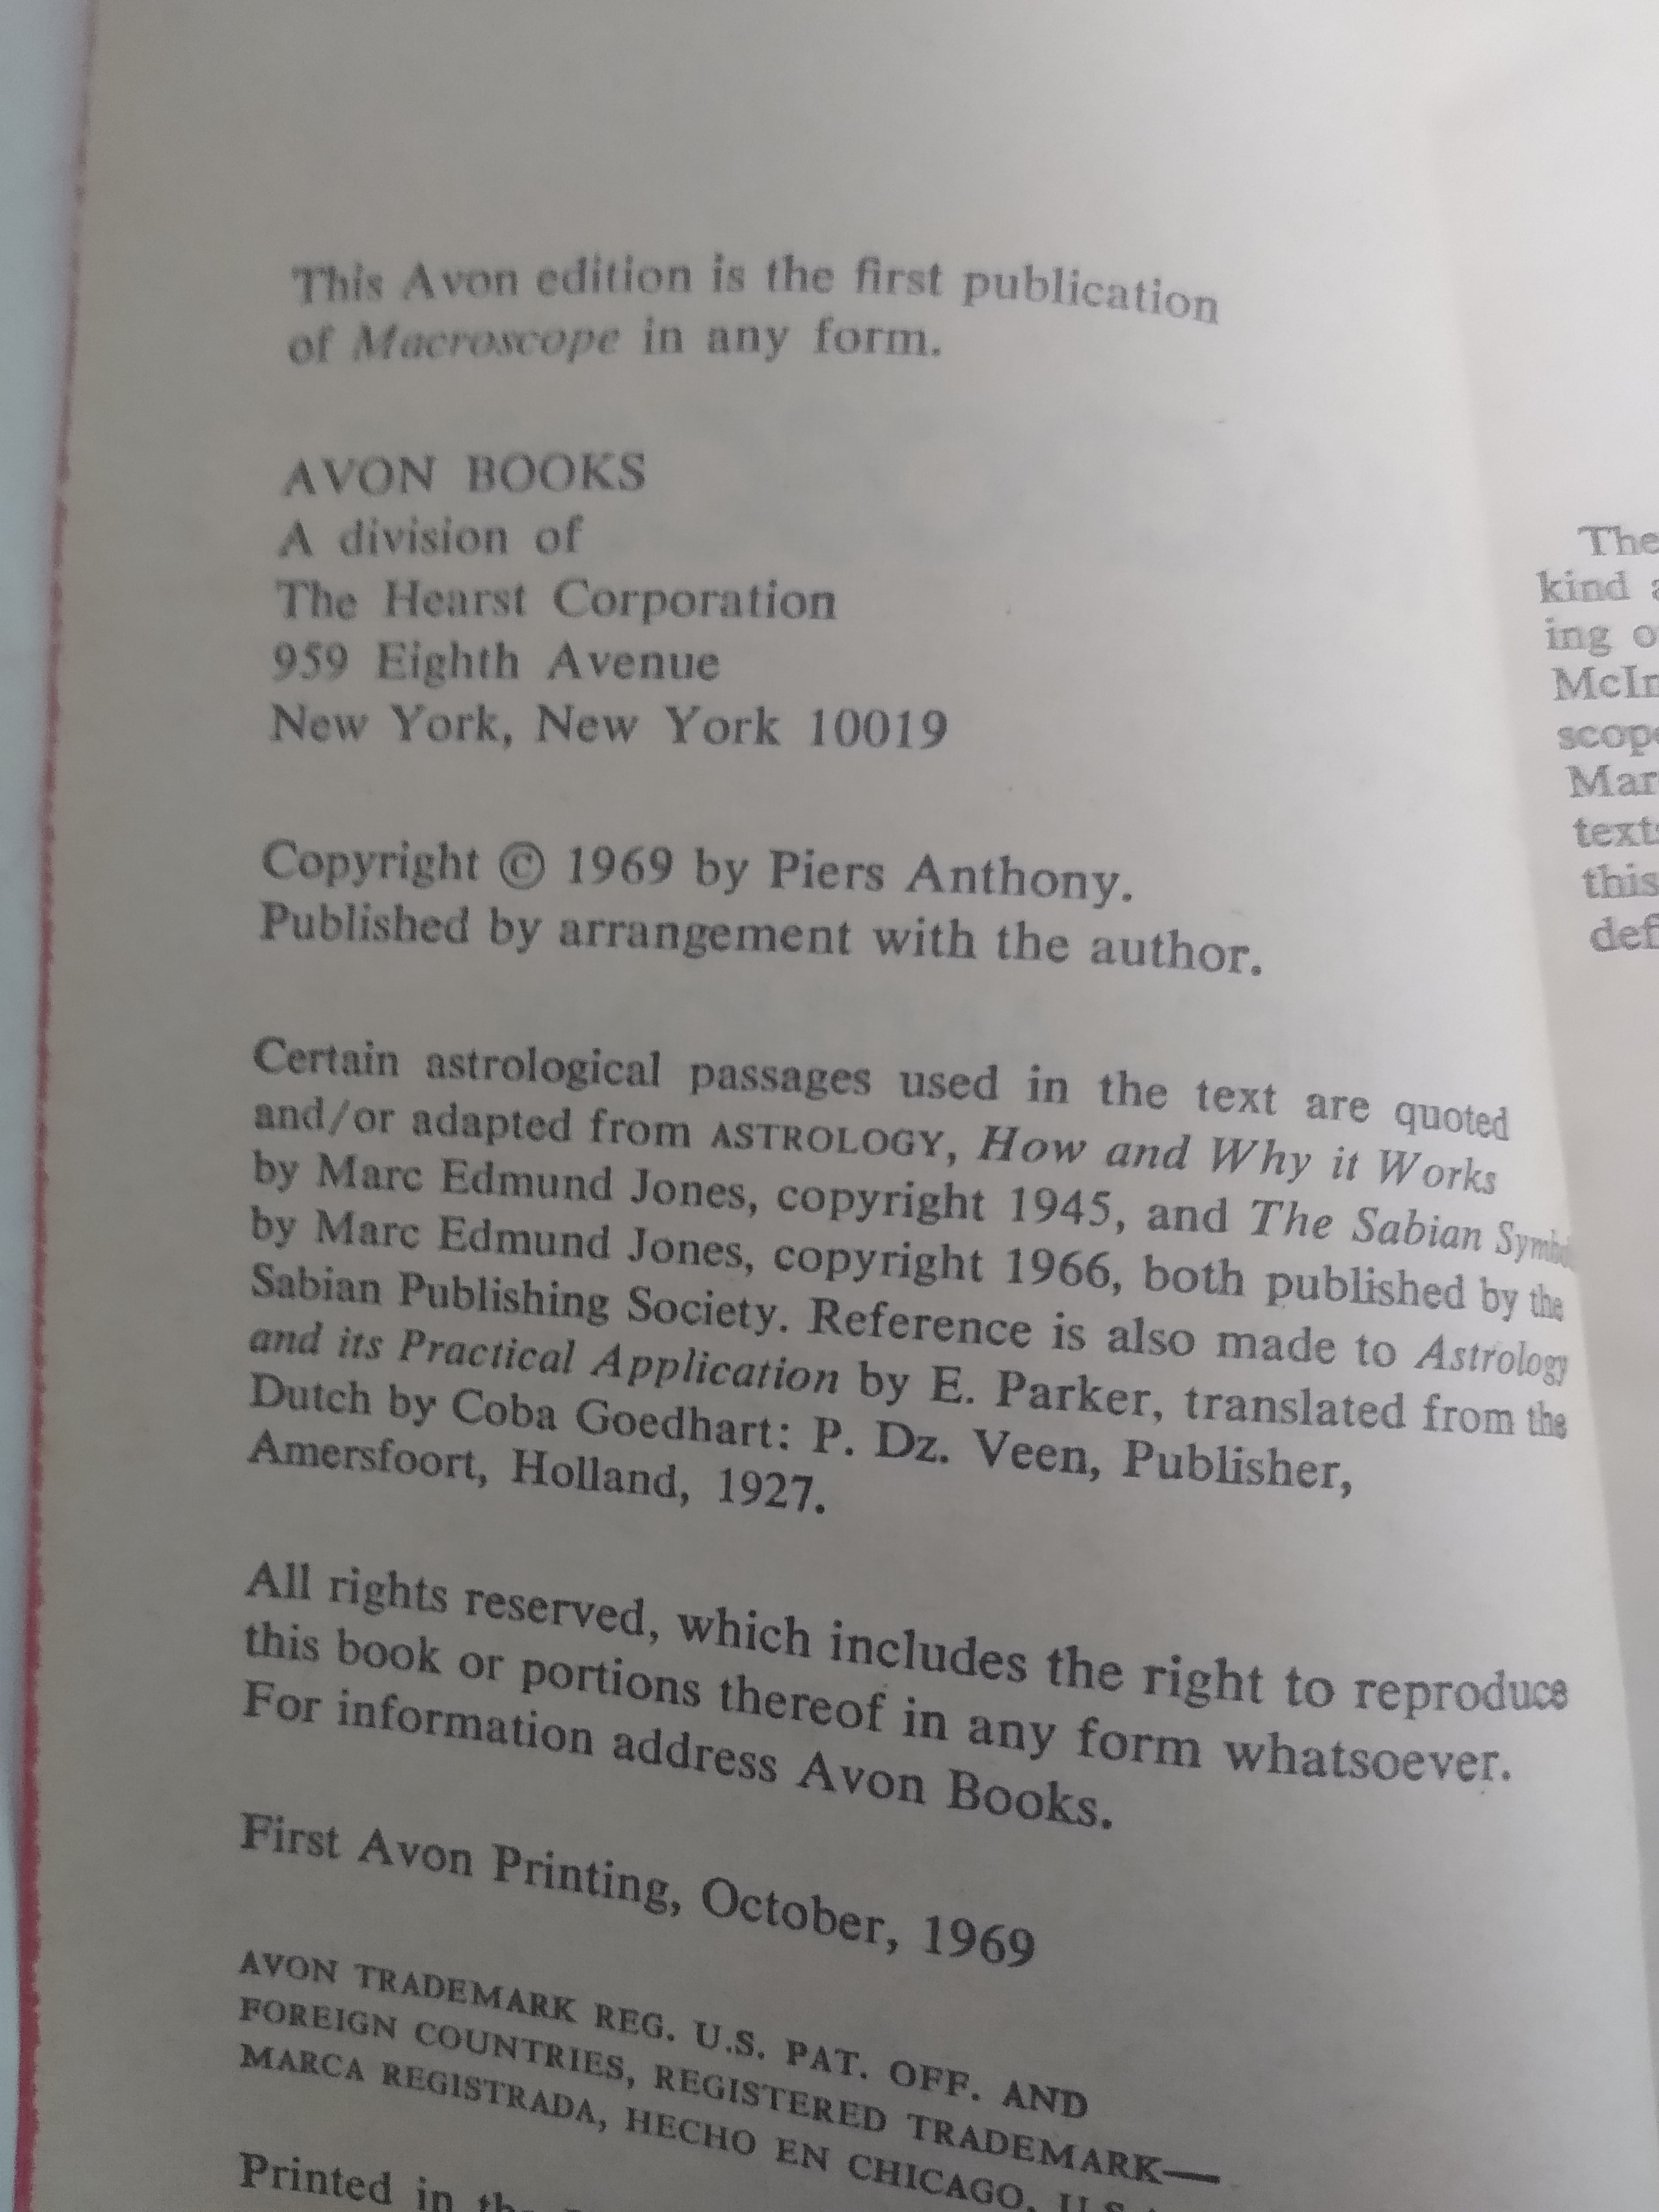 This Avon edition is the first publication
of Macroscope in any form.
AVON BOOKS
A division of
The Hearst Corporation
959 Eighth Avenue
New York, New York 10019
Copyright © 1969 by Piers Anthony.
Published by arrangement with the author.
Certain astrological passages used in the text are quoted
and/or adapted from ASTROLOGY, How and Why it Works
by Marc Edmund Jones, copyright 1945, and The Sabian
by Marc Edmund Jones, copyright 1966, both published by the
Sabian Publishing Society. Reference is also made to Astrology
and its Practical Application by E. Parker, translated from the
Dutch by Coba Goedhart: P. Dz. Veen, Publisher,
Amersfoort, Holland, 1927.
All rights reserved, which includes the right to reproduce
this book or portions thereof in any form whatsoever.
For information address Avon Books.
First Avon Printing, October, 1969
AVON TRADEMARK REG. U.S. PAT. OFF. AND
FOREIGN COUNTRIES, REGISTERED TRADEMARK—
MARCA REGISTRADA, HECHO EN CHICAGO,
Printed in
The
kind
ing
this